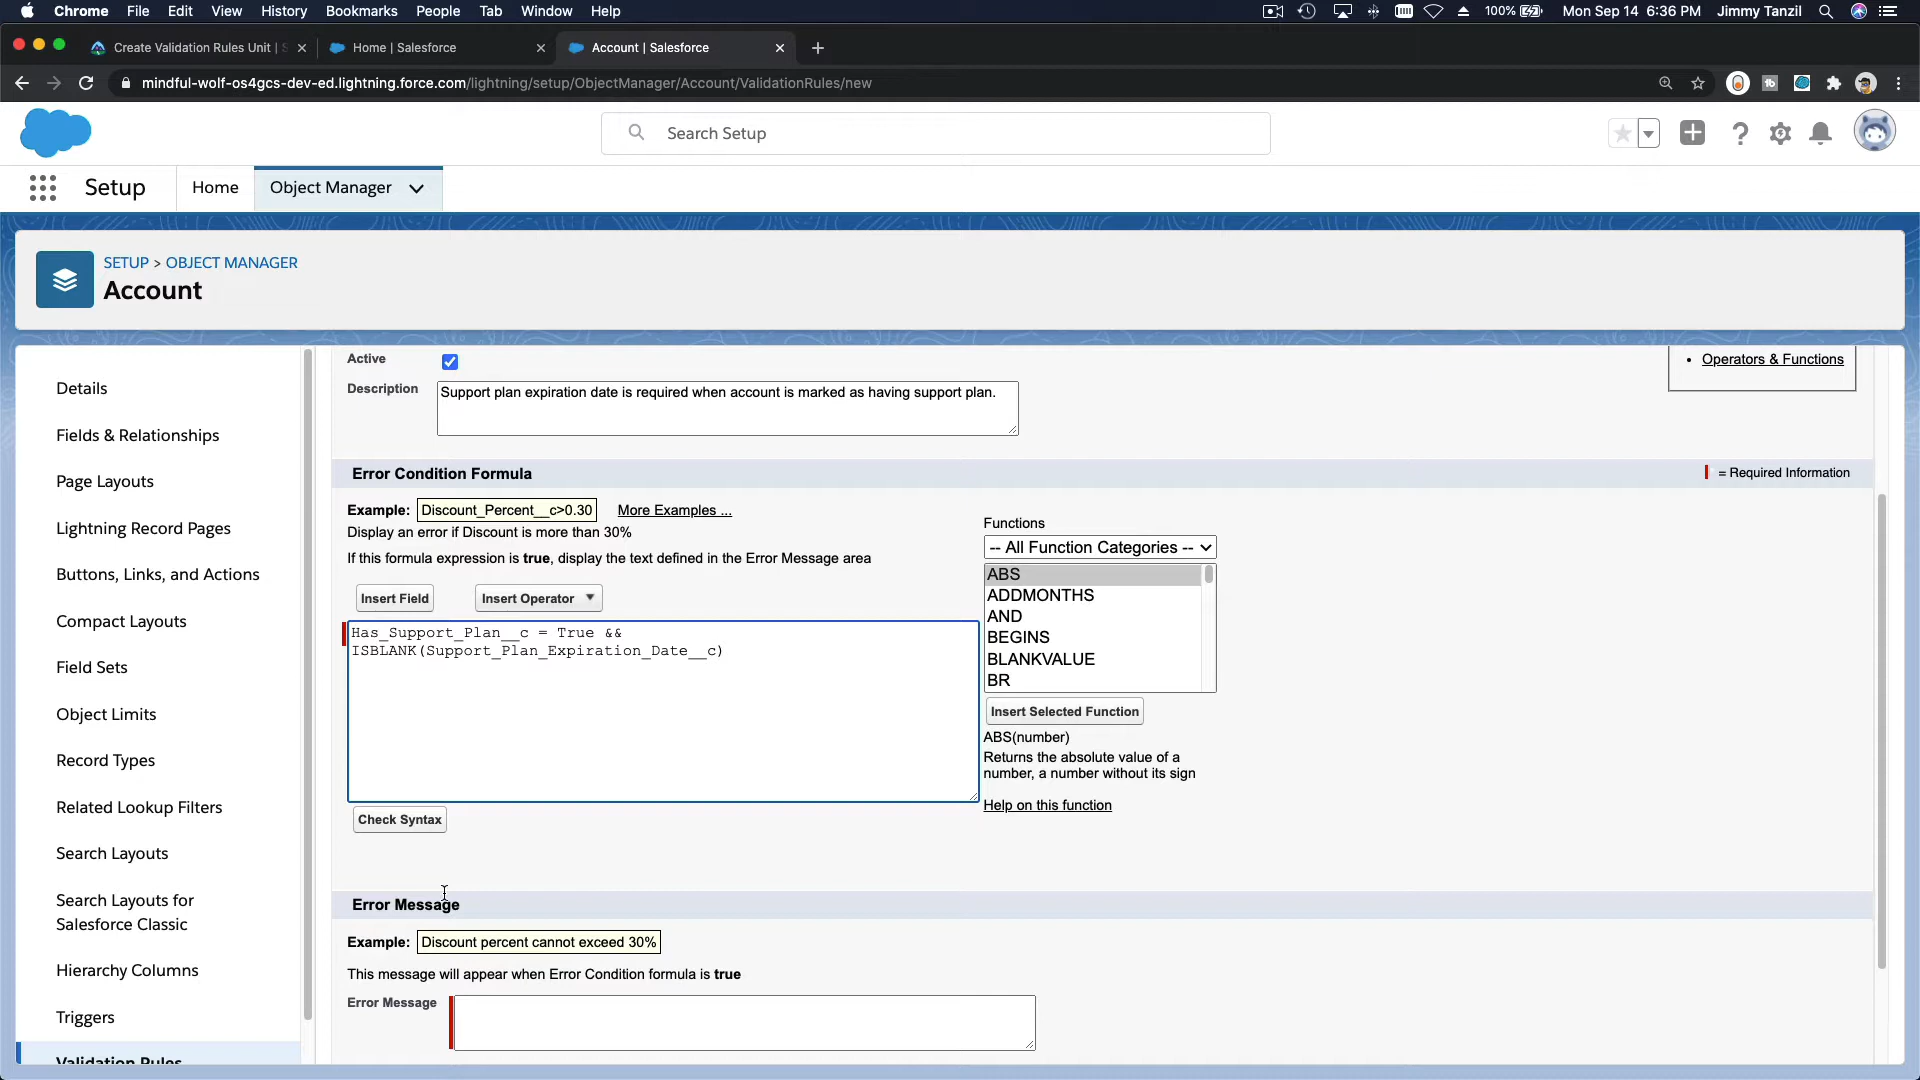 Chrome File Edit View History Bookmarks People Tab Window Help 100% Mon Sep 14 6:36 PM Jimmy Tanzil
Create Validation Rules Unit | Home | Salesforce Account | Salesforce
mindful-wolf-os4gcs-dev-ed.lightning.force.com/lightning/setup/ObjectManager/Account/ValidationRules/new
Search Setup
Setup Home Object Manager
SETUP > OBJECT MANAGER
Account
Details
Fields & Relationships
Page Layouts
Lightning Record Pages
Buttons, Links, and Actions
Compact Layouts
Field Sets
Object Limits
Record Types
Related Lookup Filters
Search Layouts
Search Layouts for
Salesforce Classic
Hierarchy Columns
Triggers
Validation Rules
Active
Description Support plan expiration date is required when account is marked as having support plan.
• Operators & Functions
Error Condition Formula
= Required Information
Example: Discount_Percent__c>0.30 More Examples ...
Display an error if Discount is more than 30%
If this formula expression is true, display the text defined in the Error Message area
Insert Field Insert Operator
Has_Support_Plan__c = True &&
ISBLANK(Support_Plan_Expiration_Date__c)
Check Syntax
Functions
-- All Function Categories --
ABS
ADDMONTHS
AND
BEGINS
BLANKVALUE
BR
Insert Selected Function
ABS(number)
Returns the absolute value of a
number, a number without its sign
Help on this function
Error Message
Example: Discount percent cannot exceed 30%
This message will appear when Error Condition formula is true
Error Message